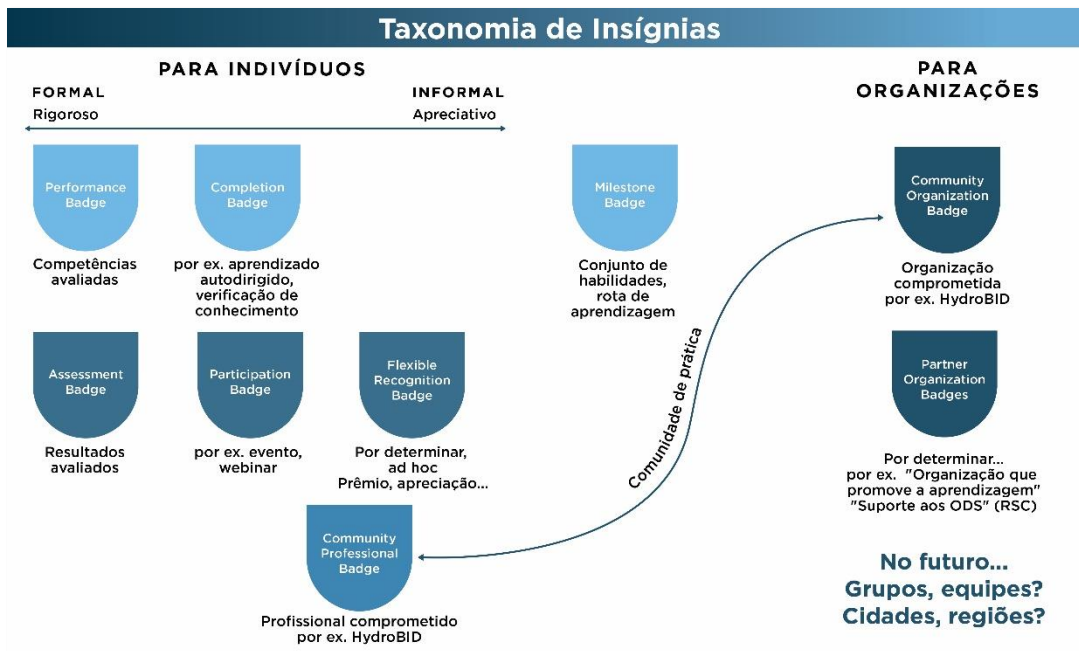 Taxonomia de Insígnias
PARA INDIVÍDUOS
FORMAL
Rigoroso
INFORMAL
Apreciativo
Performance
Badge
Competências
avaliadas
Completion
Badge
por ex. aprendizado
autodirigido,
verificação de
conhecimento
Milestone
Badge
Conjunto de
habilidades,
rota de
aprendizagem
Assessment
Badge
Resultados
avaliados
Participation
Badge
por ex. evento,
webinar
Flexible
Recognition
Badge
Por determinar,
ad hoc
Prêmio, apreciação...
Community
Professional
Badge
Profissional comprometido
por ex. HydroBID
Comunidade de prática
PARA
ORGANIZAÇÕES
Community
Organization
Badge
Organização
comprometida
por ex. HydroBID
Partner
Organization
Badges
Por determinar...
por ex. "Organização que
promove a aprendizagem"
"Suporte aos ODS" (RSC)
No futuro...
Grupos, equipes?
Cidades, regiões?